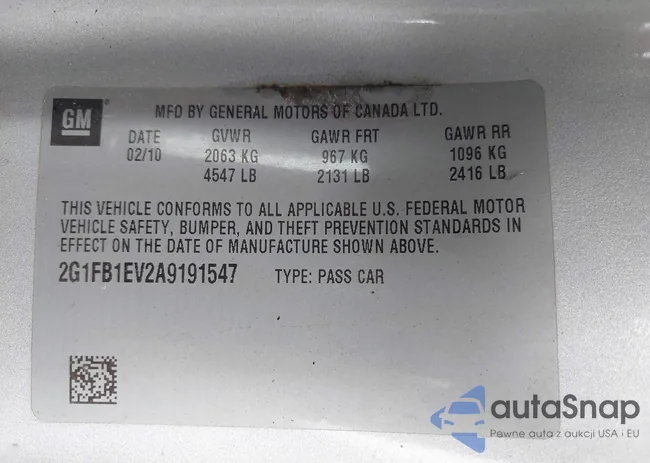 GM
MFD BY GENERAL MOTORS OF CANADA LTD.
DATE GVWR GAWR FRT GAWR RR
02/10 2063 KG 967 KG 1096 KG
4547 LB 2131 LB 2416 LB
THIS VEHICLE CONFORMS TO ALL APPLICABLE U.S. FEDERAL MOTOR
VEHICLE SAFETY, BUMPER, AND THEFT PREVENTION STANDARDS IN
EFFECT ON THE DATE OF MANUFACTURE SHOWN ABOVE.
2G1FB1EV2A9191547 TYPE: PASS CAR
autaSnap
Pewne auta z aukcji USA i EU